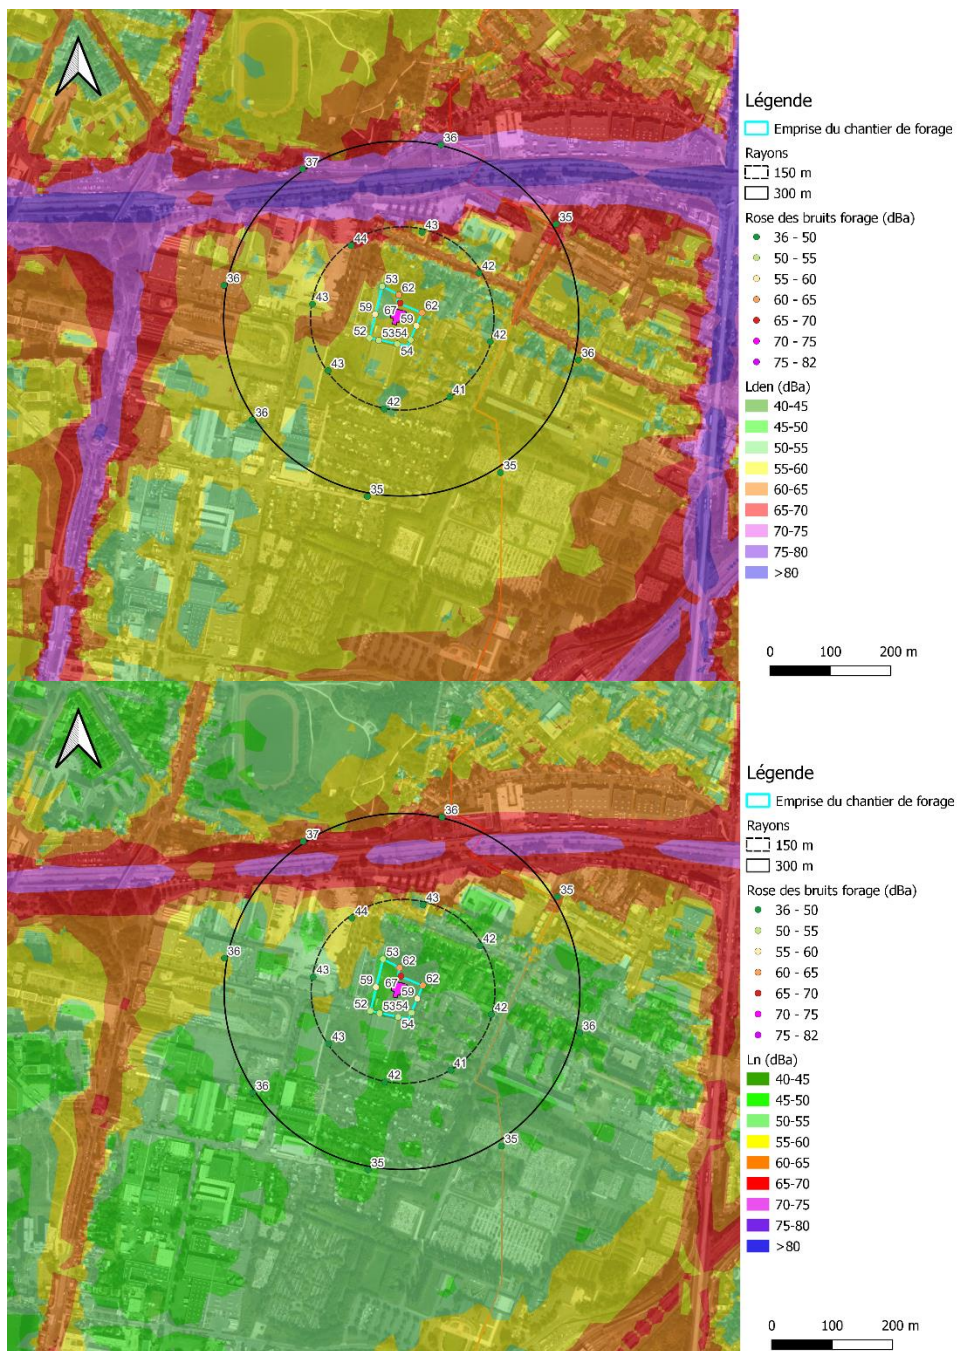 36
37
35
43
44
42
36
53
62
43
62
67
59
59
52
53
54
42
54
36
43
41
42
36
35
35
Légende
Emprise du chantier de forage
Rayons
150 m
300 m
Rose des bruits forage (dBa)
36 - 50
50 - 55
55 - 60
60 - 65
65 - 70
70 - 75
75 - 82
Lden (dBa)
40-45
45-50
50-55
55-60
60-65
65-70
70-75
75-80
>80
0 100 200 m
36
37
35
43
44
42
36
53
62
43
62
67
59
59
52
53
54
42
54
36
43
41
42
36
35
35
Légende
Emprise du chantier de forage
Rayons
150 m
300 m
Rose des bruits forage (dBa)
36 - 50
50 - 55
55 - 60
60 - 65
65 - 70
70 - 75
75 - 82
Ln (dBa)
40-45
45-50
50-55
55-60
60-65
65-70
70-75
75-80
>80
0 100 200 m